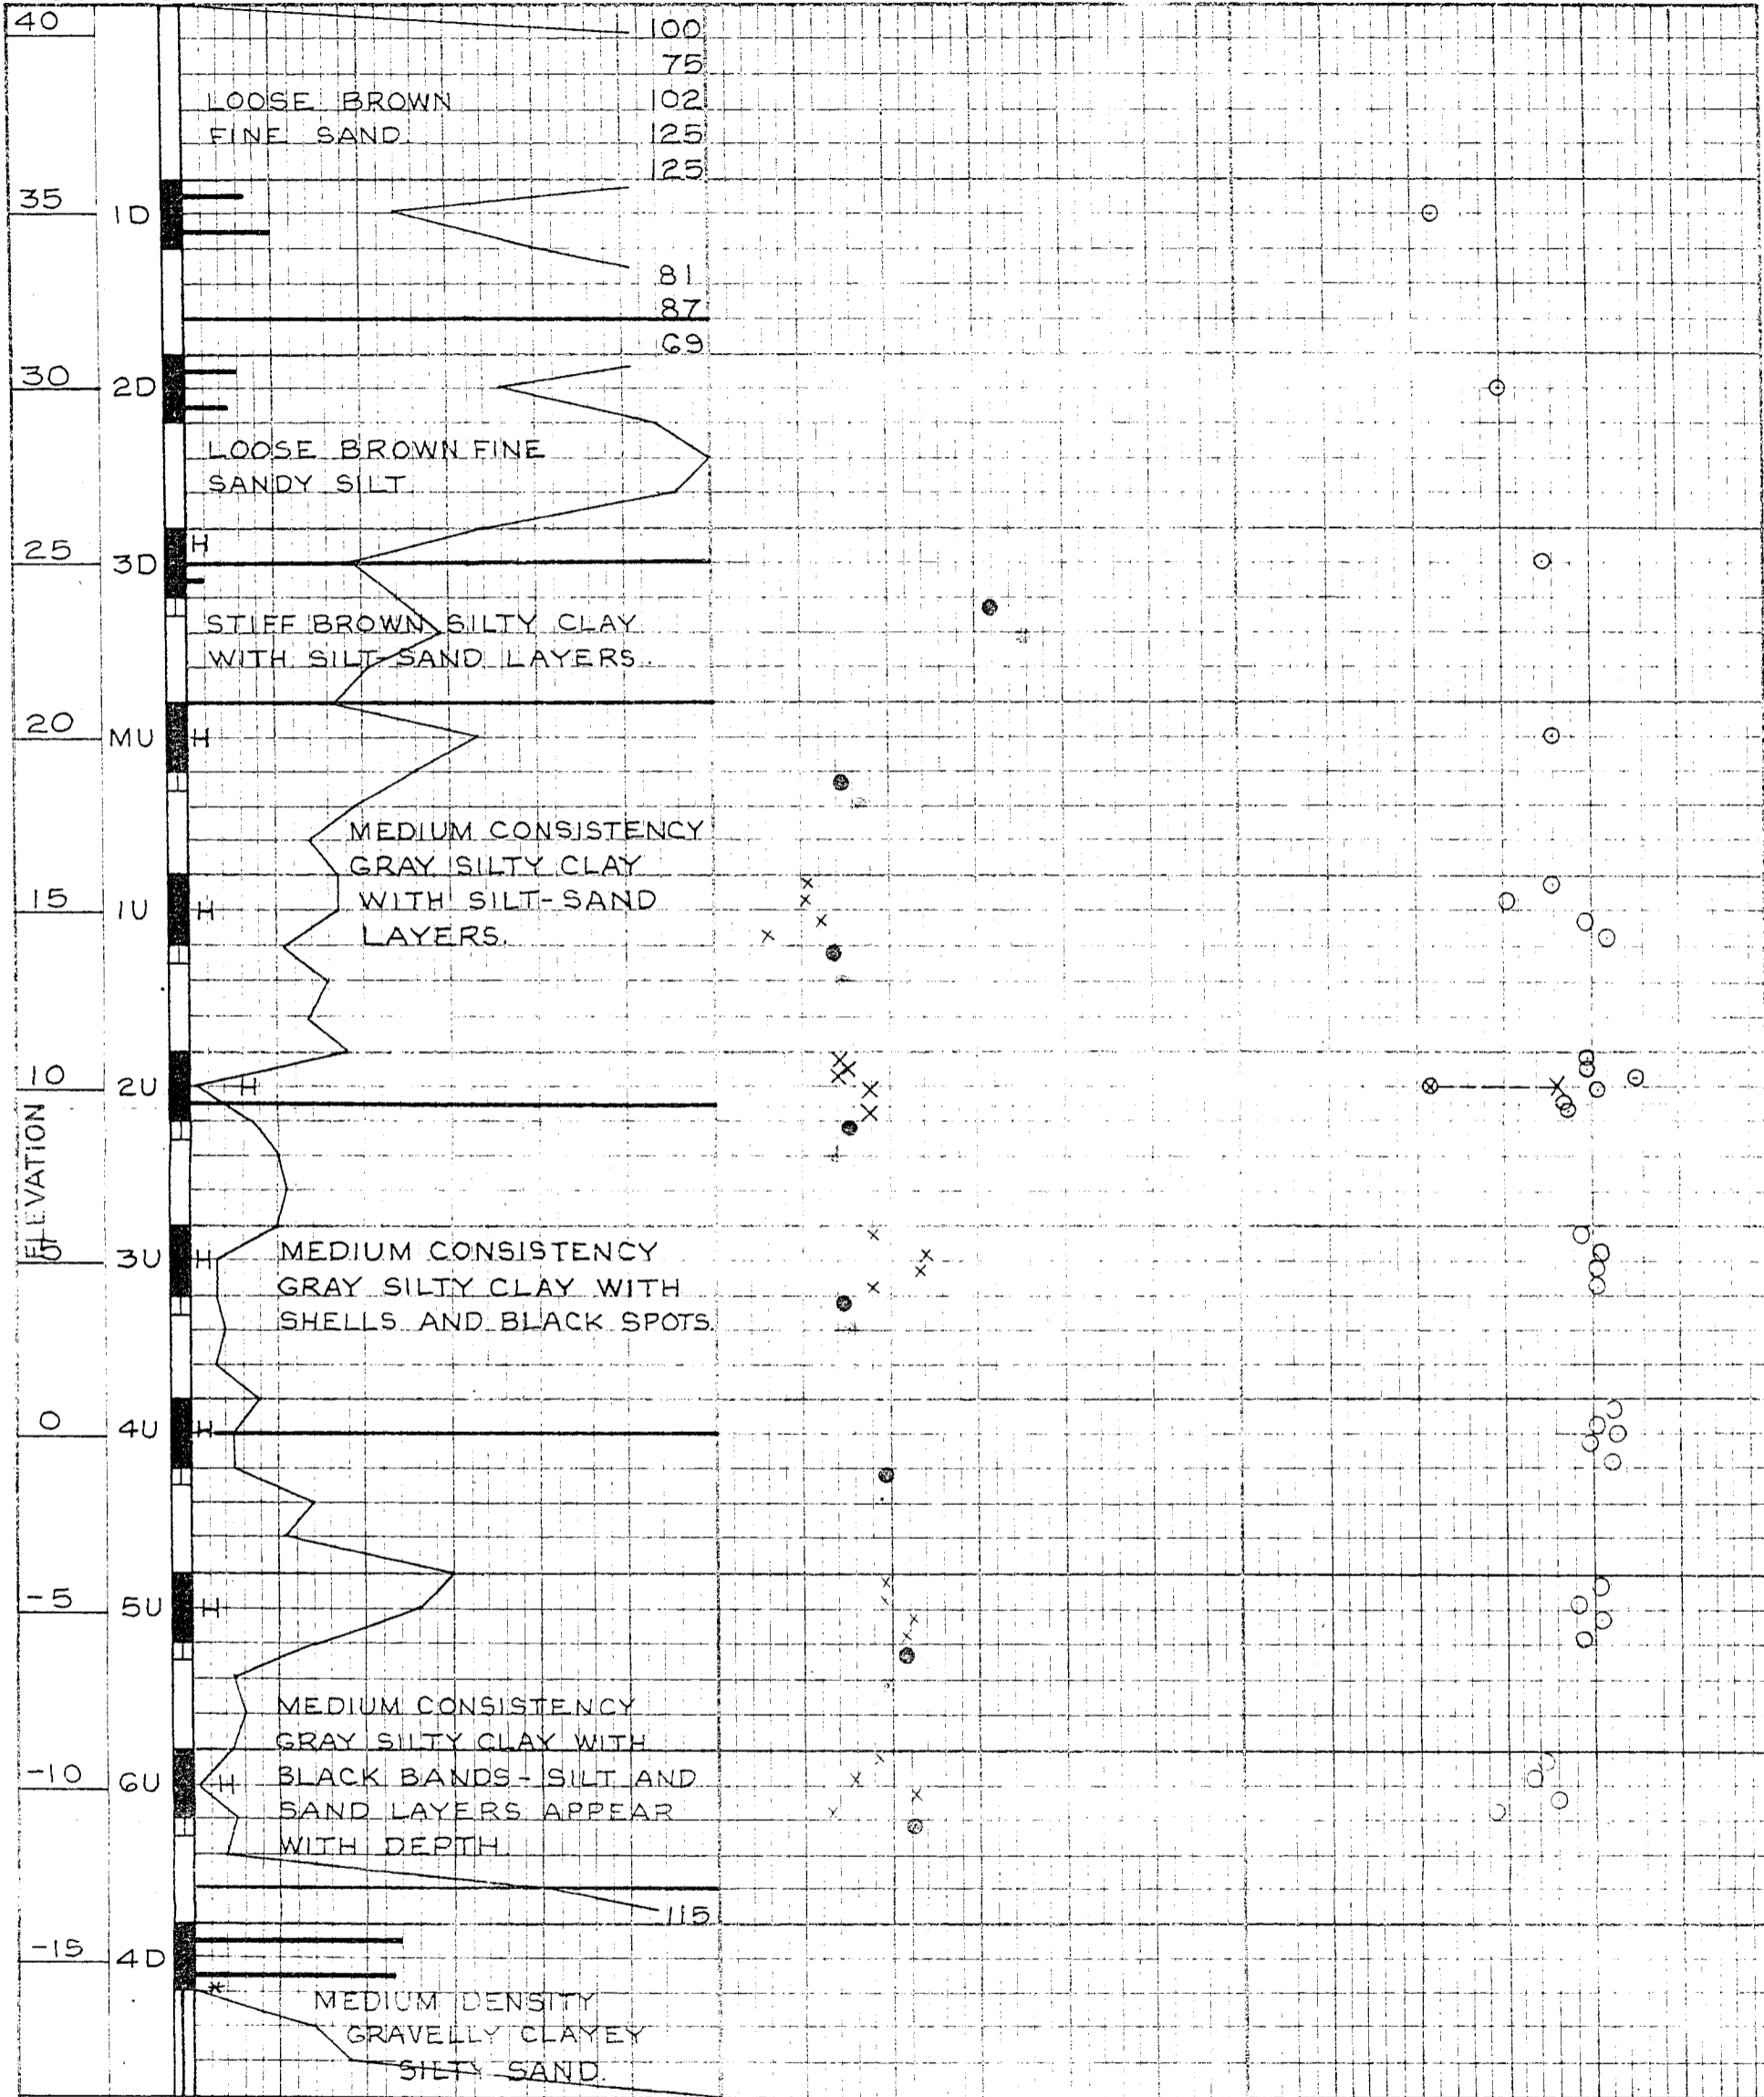 40
100
75
LOOSE BROWN
102
FINE SAND.
125
125
35
1D
81
87
69
30
2D
LOOSE BROWN FINE
SANDY SILT.
H
25
3D
STIFF BROWN SILTY CLAY
WITH SILT-SAND LAYERS.
20
MU
H
MEDIUM CONSISTENCY
GRAY SILTY CLAY
WITH SILT-SAND
LAYERS.
15
1U
H
10
2U
H
ELEVATION
5
3U
H
MEDIUM CONSISTENCY
GRAY SILTY CLAY WITH
SHELLS AND BLACK SPOTS.
0
4U
H
-5
5U
H
MEDIUM CONSISTENCY
GRAY SILTY CLAY WITH
BLACK BANDS - SILT AND
SAND LAYERS APPEAR
WITH DEPTH.
-10
6U
H
115
-15
4D
*
MEDIUM DENSITY
GRAVELLY CLAYEY
SILTY SAND.